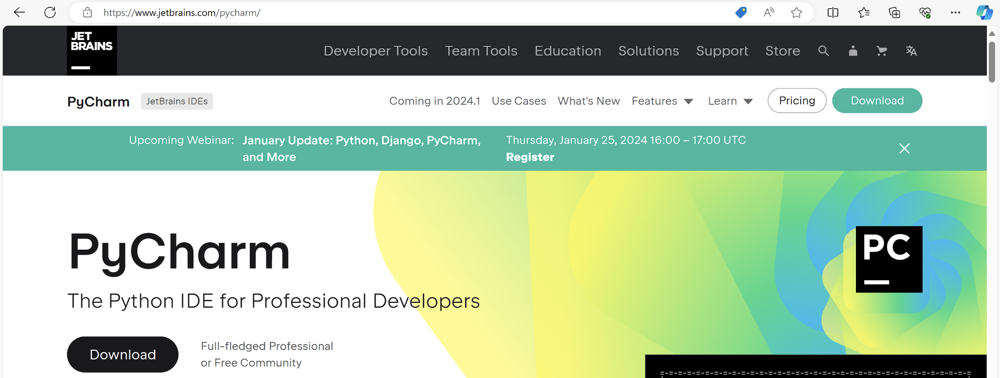 https://www.jetbrains.com/pycharm/
JET
BRAINS
Developer Tools Team Tools Education Solutions Support Store
PyCharm JetBrains IDEs Coming in 2024.1 Use Cases What's New Features Learn Pricing Download
Upcoming Webinar: January Update: Python, Django, PyCharm, Thursday, January 25, 2024 16:00 – 17:00 UTC
and More Register
PyCharm
PC
The Python IDE for Professional Developers
Download
Full-fledged Professional
or Free Community